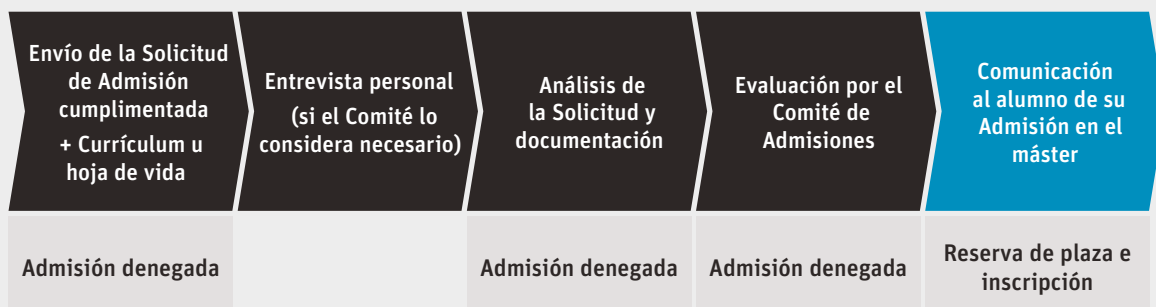 Envío de la Solicitud
de Admisión
cumplimentada
+ Currículum u
hoja de vida
Entrevista personal
(si el Comité lo
considera necesario)
Análisis de
la Solicitud y
documentación
Evaluación por el
Comité de
Admisiones
Comunicación
al alumno de su
Admisión en el
máster
Admisión denegada
Admisión denegada
Admisión denegada
Reserva de plaza e
inscripción